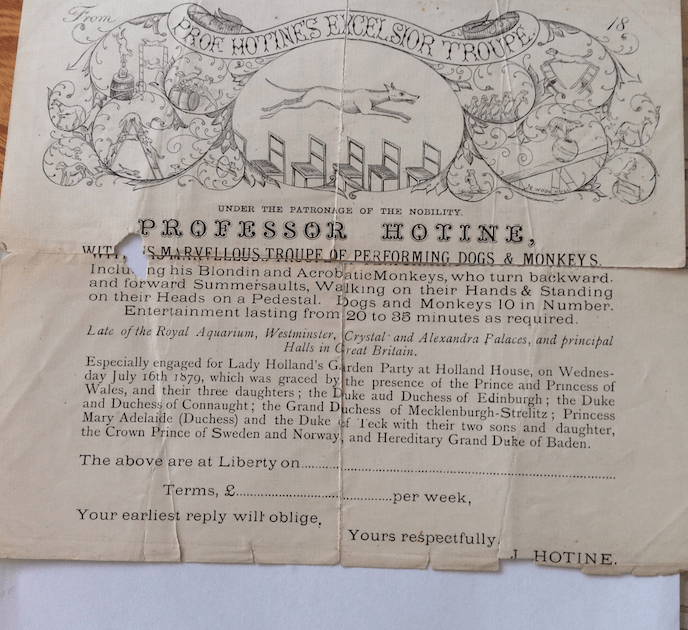 From
18
PROF HOTINE'S EXCELSIOR TROUPE.
UNDER THE PATRONAGE OF THE NOBILITY.
PROFESSOR HOTINE,
WITH HIS MARVELLOUS TROUPE OF PERFORMING DOGS & MONKEYS.
Including his Blondin and Acrobatic Monkeys, who turn backward
and forward Summersaults, Walking on their Hands & Standing
on their Heads on a Pedestal. Dogs and Monkeys 10 in Number.
Entertainment lasting from 20 to 35 minutes as required.
Late of the Royal Aquarium, Westminster, Crystal and Alexandra Palaces, and principal
Halls in Great Britain.
Especially engaged for Lady Holland's Garden Party at Holland House, on Wednes-
day July 16th 1879, which was graced by the presence of the Prince and Princess of
Wales, and their three daughters; the Duke aud Duchess of Edinburgh; the Duke
and Duchess of Connaught; the Grand Duchess of Mecklenburgh-Strelitz; Princess
Mary Adelaide (Duchess) and the Duke of Teck with their two sons and daughter,
the Crown Prince of Sweden and Norway, and Hereditary Grand Duke of Baden.
The above are at Liberty on....................
Terms, £....................per week,
Your earliest reply will oblige,
Yours respectfully
J. HOTINE.